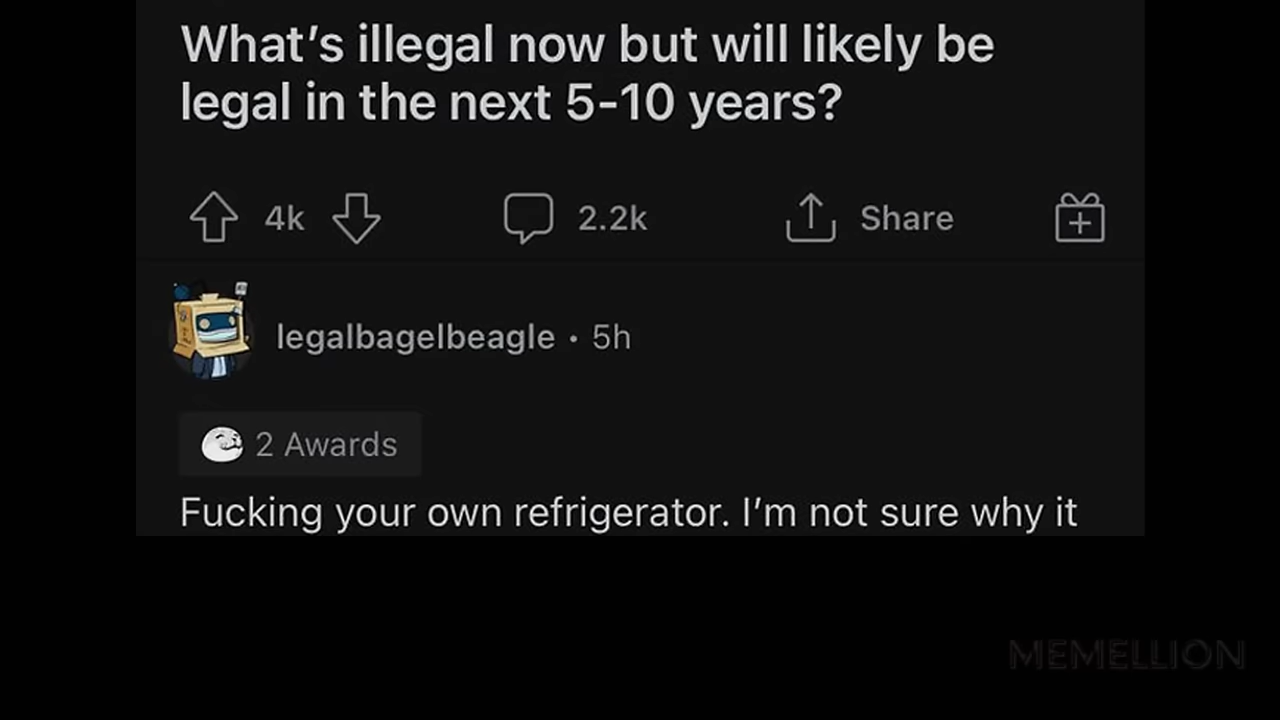 What’s illegal now but will likely be
legal in the next 5-10 years?
4k
2.2k
Share
legalbagelbeagle • 5h
2 Awards
Fucking your own refrigerator. I’m not sure why it
MEMELLION